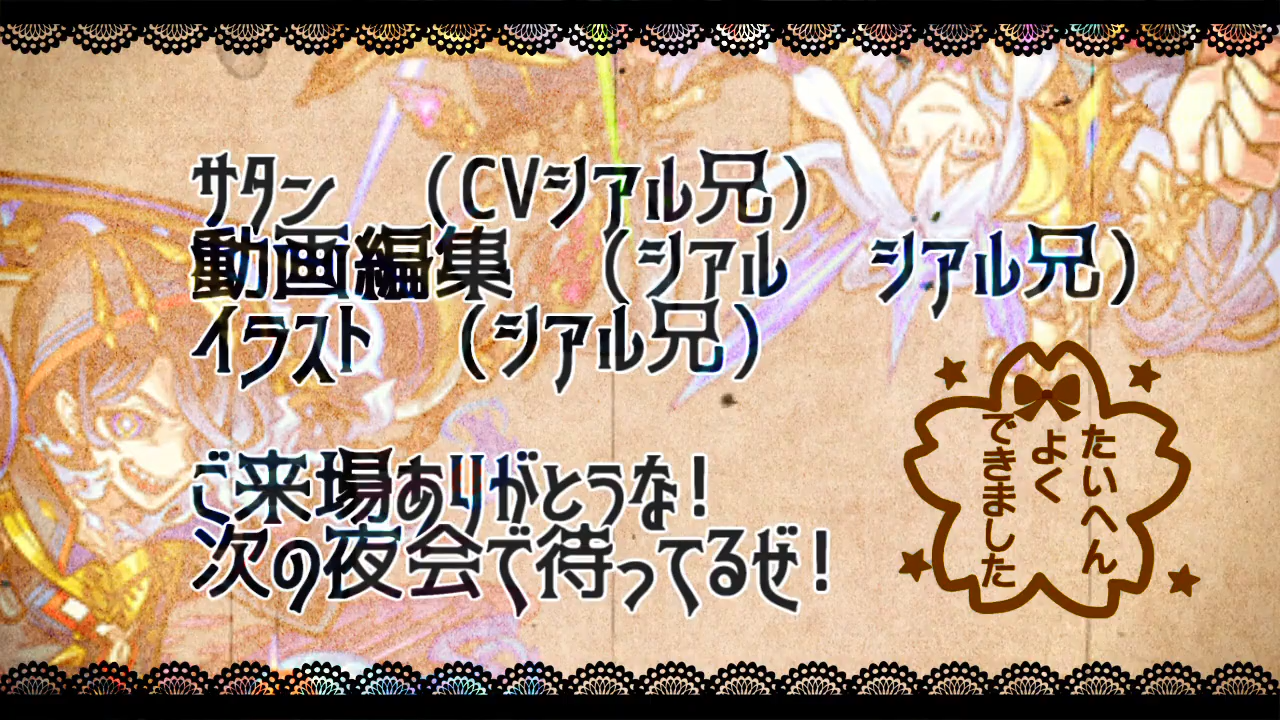 サタン　（CVシアル兄）
動画編集　（シアル　シアル兄）
イラスト　（シアル兄）
ご来場ありがとうな！
次の夜会で待ってるぜ！
たいへん
よく
できました